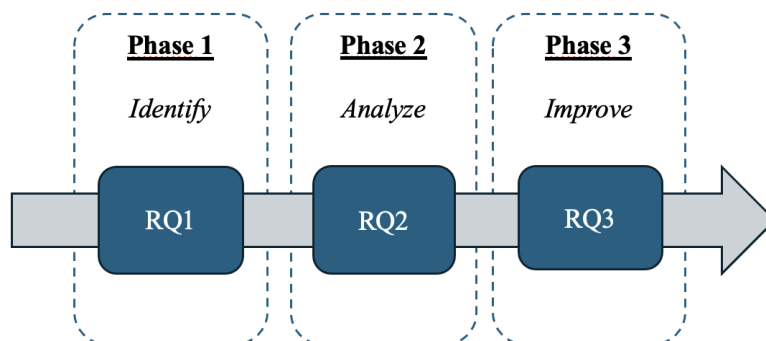 Phase 1
Identify
RQ1
Phase 2
Analyze
RQ2
Phase 3
Improve
RQ3